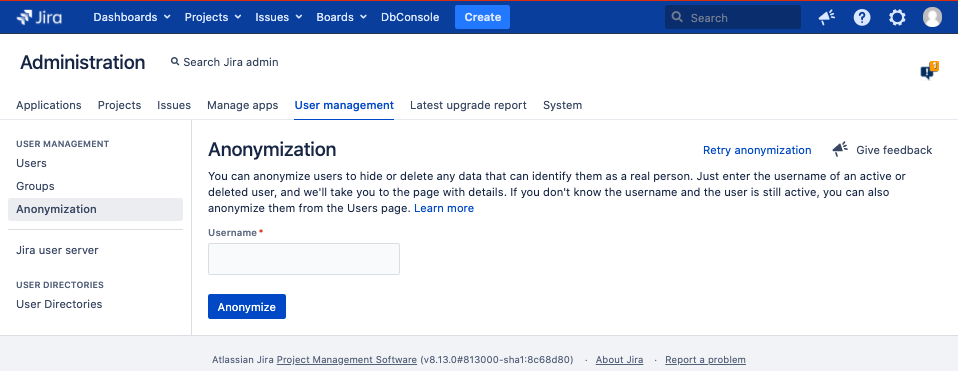 Jira Dashboards Projects Issues Boards DbConsole Create Search
Administration Search Jira admin
1
Applications Projects Issues Manage apps User management Latest upgrade report System
USER MANAGEMENT
Users
Groups
Anonymization
Jira user server
USER DIRECTORIES
User Directories
Anonymization
Retry anonymization Give feedback
You can anonymize users to hide or delete any data that can identify them as a real person. Just enter the username of an active or
deleted user, and we'll take you to the page with details. If you don't know the username and the user is still active, you can also
anonymize them from the Users page. Learn more
Username*
Anonymize
Atlassian Jira Project Management Software (v8.13.0#813000-sha1:8c68d80) · About Jira · Report a problem